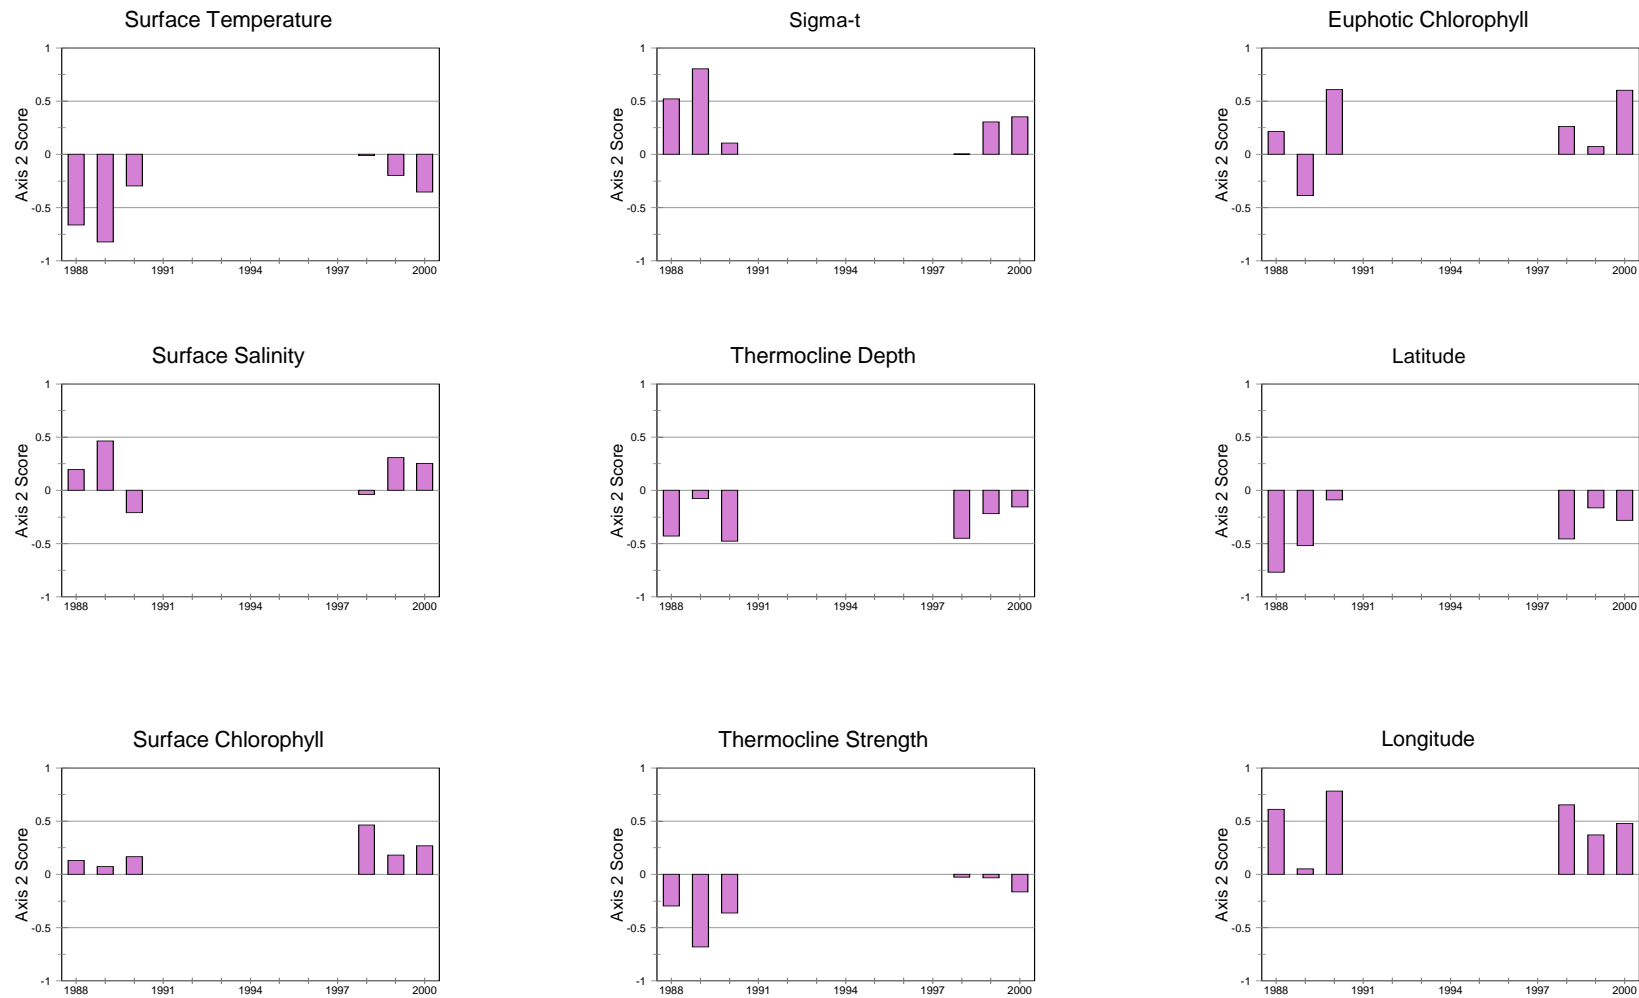 Surface Temperature
Axis 2 Score
1
0.5
0
-0.5
-1
1988 1991 1994 1997 2000
Sigma-t
Axis 2 Score
1
0.5
0
-0.5
-1
1988 1991 1994 1997 2000
Euphotic Chlorophyll
Axis 2 Score
1
0.5
0
-0.5
-1
1988 1991 1994 1997 2000
Surface Salinity
Axis 2 Score
1
0.5
0
-0.5
-1
1988 1991 1994 1997 2000
Thermocline Depth
Axis 2 Score
1
0.5
0
-0.5
-1
1988 1991 1994 1997 2000
Latitude
Axis 2 Score
1
0.5
0
-0.5
-1
1988 1991 1994 1997 2000
Surface Chlorophyll
Axis 2 Score
1
0.5
0
-0.5
-1
1988 1991 1994 1997 2000
Thermocline Strength
Axis 2 Score
1
0.5
0
-0.5
-1
1988 1991 1994 1997 2000
Longitude
Axis 2 Score
1
0.5
0
-0.5
-1
1988 1991 1994 1997 2000